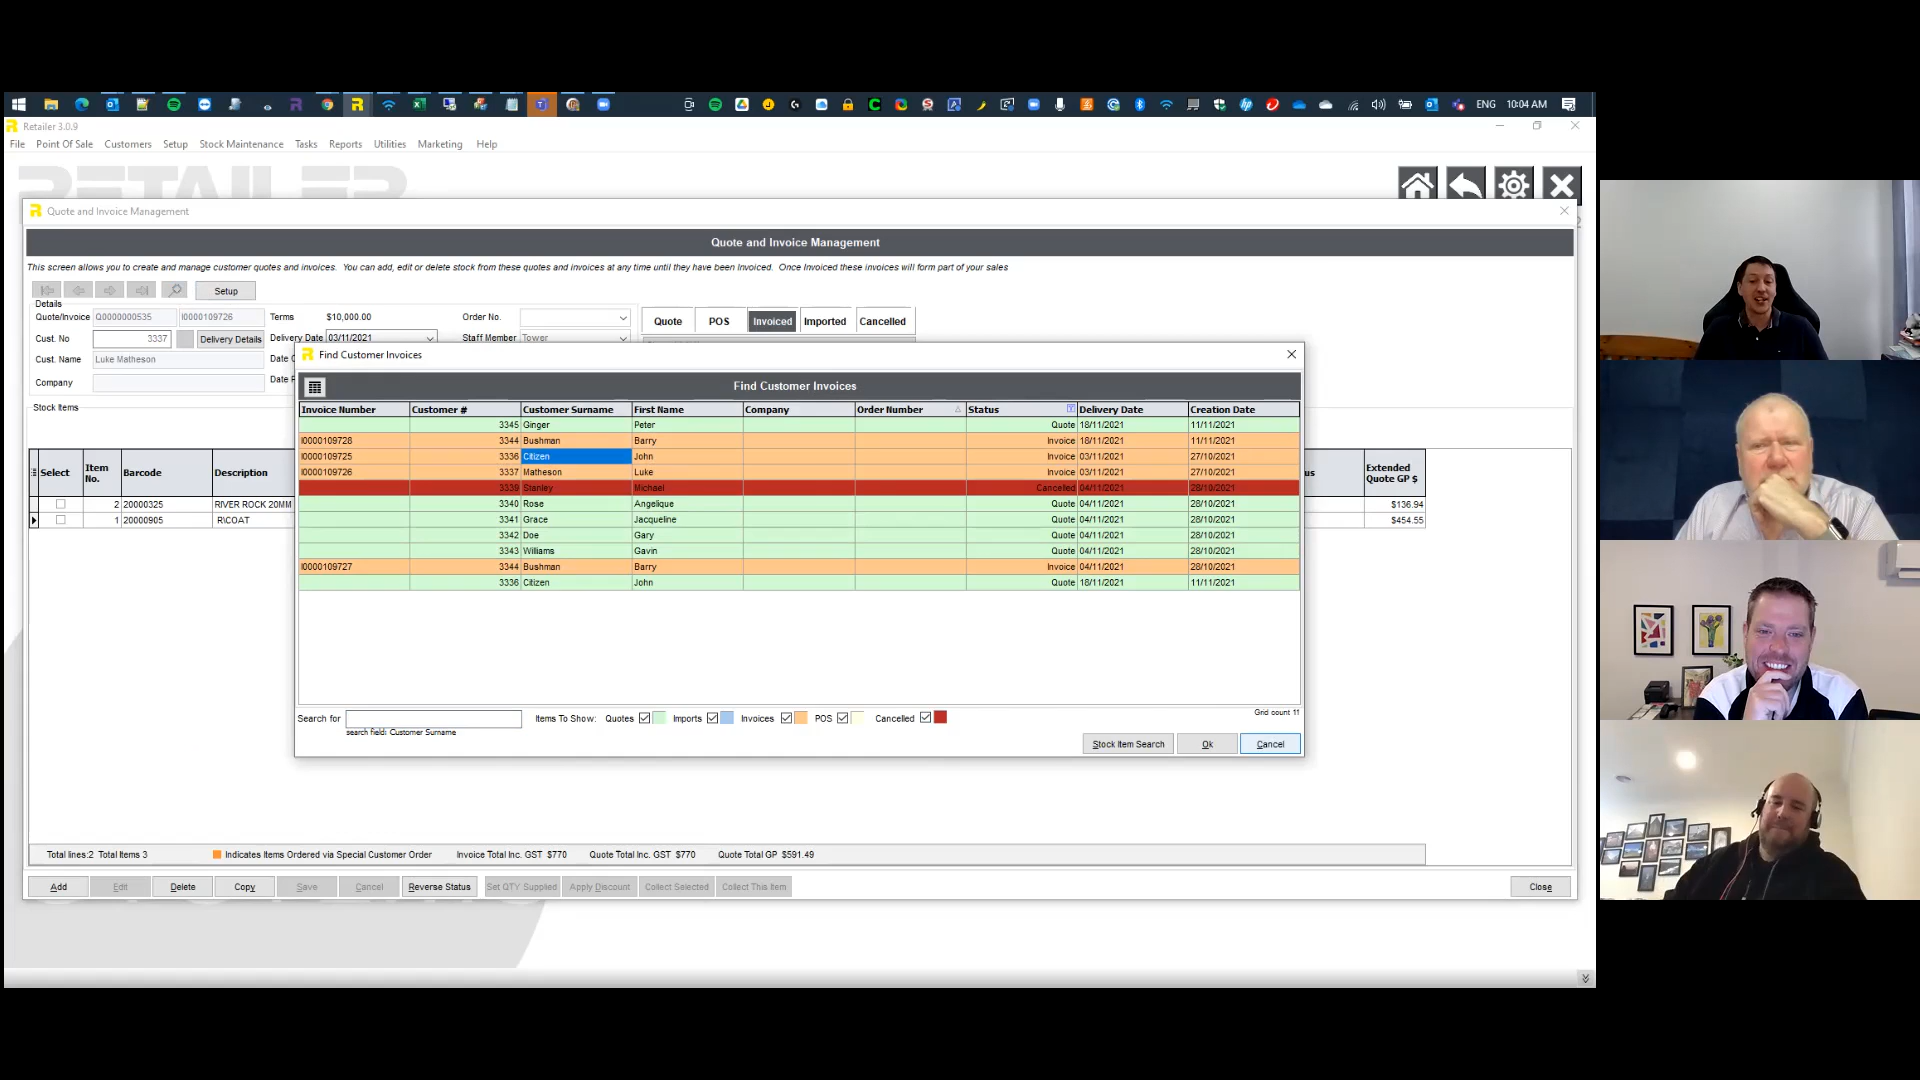 ENG 10:04 AM
Retailer 3.0.9
File Point Of Sale Customers Setup Stock Maintenance Tasks Reports Utilities Marketing Help
RETAILER
Quote and Invoice Management
Quote and Invoice Management
This screen allows you to create and manage customer quotes and invoices. You can add, edit or delete stock from these quotes and invoices at any time until they have been Invoiced. Once Invoiced these invoices will form part of your sales
Setup
Details
Quote/Invoice Q0000000535 I0000109726 Terms $10,000.00 Order No. Quote POS Invoiced Imported Cancelled
Cust. No 3337 Delivery Details Delivery Date 03/11/2021 Staff Member Tower
Cust. Name Luke Matheson
Company
Stock Items
Select Item No. Barcode Description
2 20000325 RIVER ROCK 20MM $136.94
1 20000905 R\COAT $454.55
Extended Quote GP $
Find Customer Invoices
Find Customer Invoices
Invoice Number Customer # Customer Surname First Name Company Order Number Status Delivery Date Creation Date
3345 Ginger Peter Quote 18/11/2021 11/11/2021
I0000109728 3344 Bushman Barry Invoice 18/11/2021 11/11/2021
I0000109725 3336 Citizen John Invoice 03/11/2021 27/10/2021
I0000109726 3337 Matheson Luke Invoice 03/11/2021 27/10/2021
3339 Stanley Michael Cancelled 04/11/2021 28/10/2021
3340 Rose Angelique Quote 04/11/2021 28/10/2021
3341 Grace Jacqueline Quote 04/11/2021 28/10/2021
3342 Doe Gary Quote 04/11/2021 28/10/2021
3343 Williams Gavin Quote 04/11/2021 28/10/2021
I0000109727 3344 Bushman Barry Invoice 04/11/2021 28/10/2021
3336 Citizen John Quote 18/11/2021 11/11/2021
Search for Items To Show: Quotes Imports Invoices POS Cancelled Grid count 11
search field: Customer Surname
Stock Item Search Ok Cancel
Total lines:2 Total Items 3 Indicates Items Ordered via Special Customer Order Invoice Total Inc. GST $770 Quote Total Inc. GST $770 Quote Total GP $591.49
Add Edit Delete Copy Save Cancel Reverse Status Set QTY Supplied Apply Discount Collect Selected Collect This Item Close